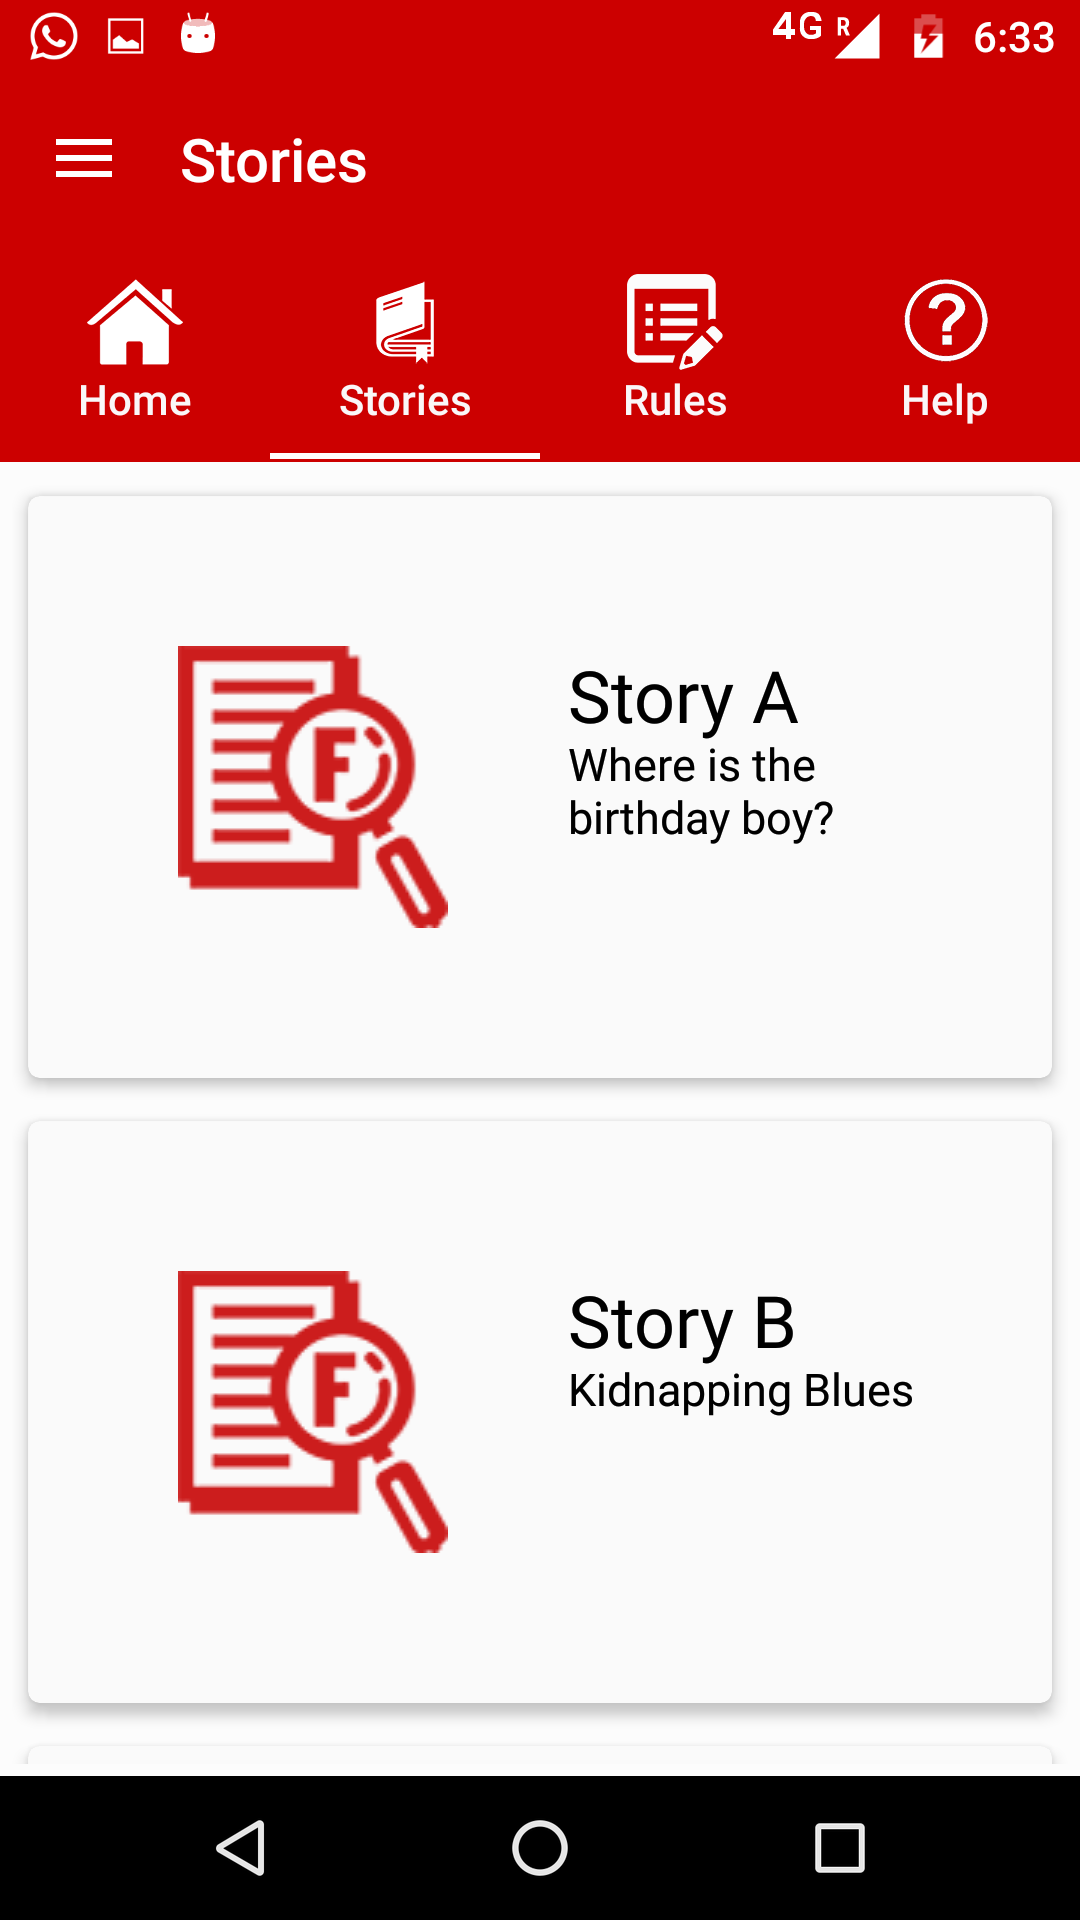 4G R 6:33
Stories
Home Stories Rules Help
F
Story A
Where is the
birthday boy?
F
Story B
Kidnapping Blues